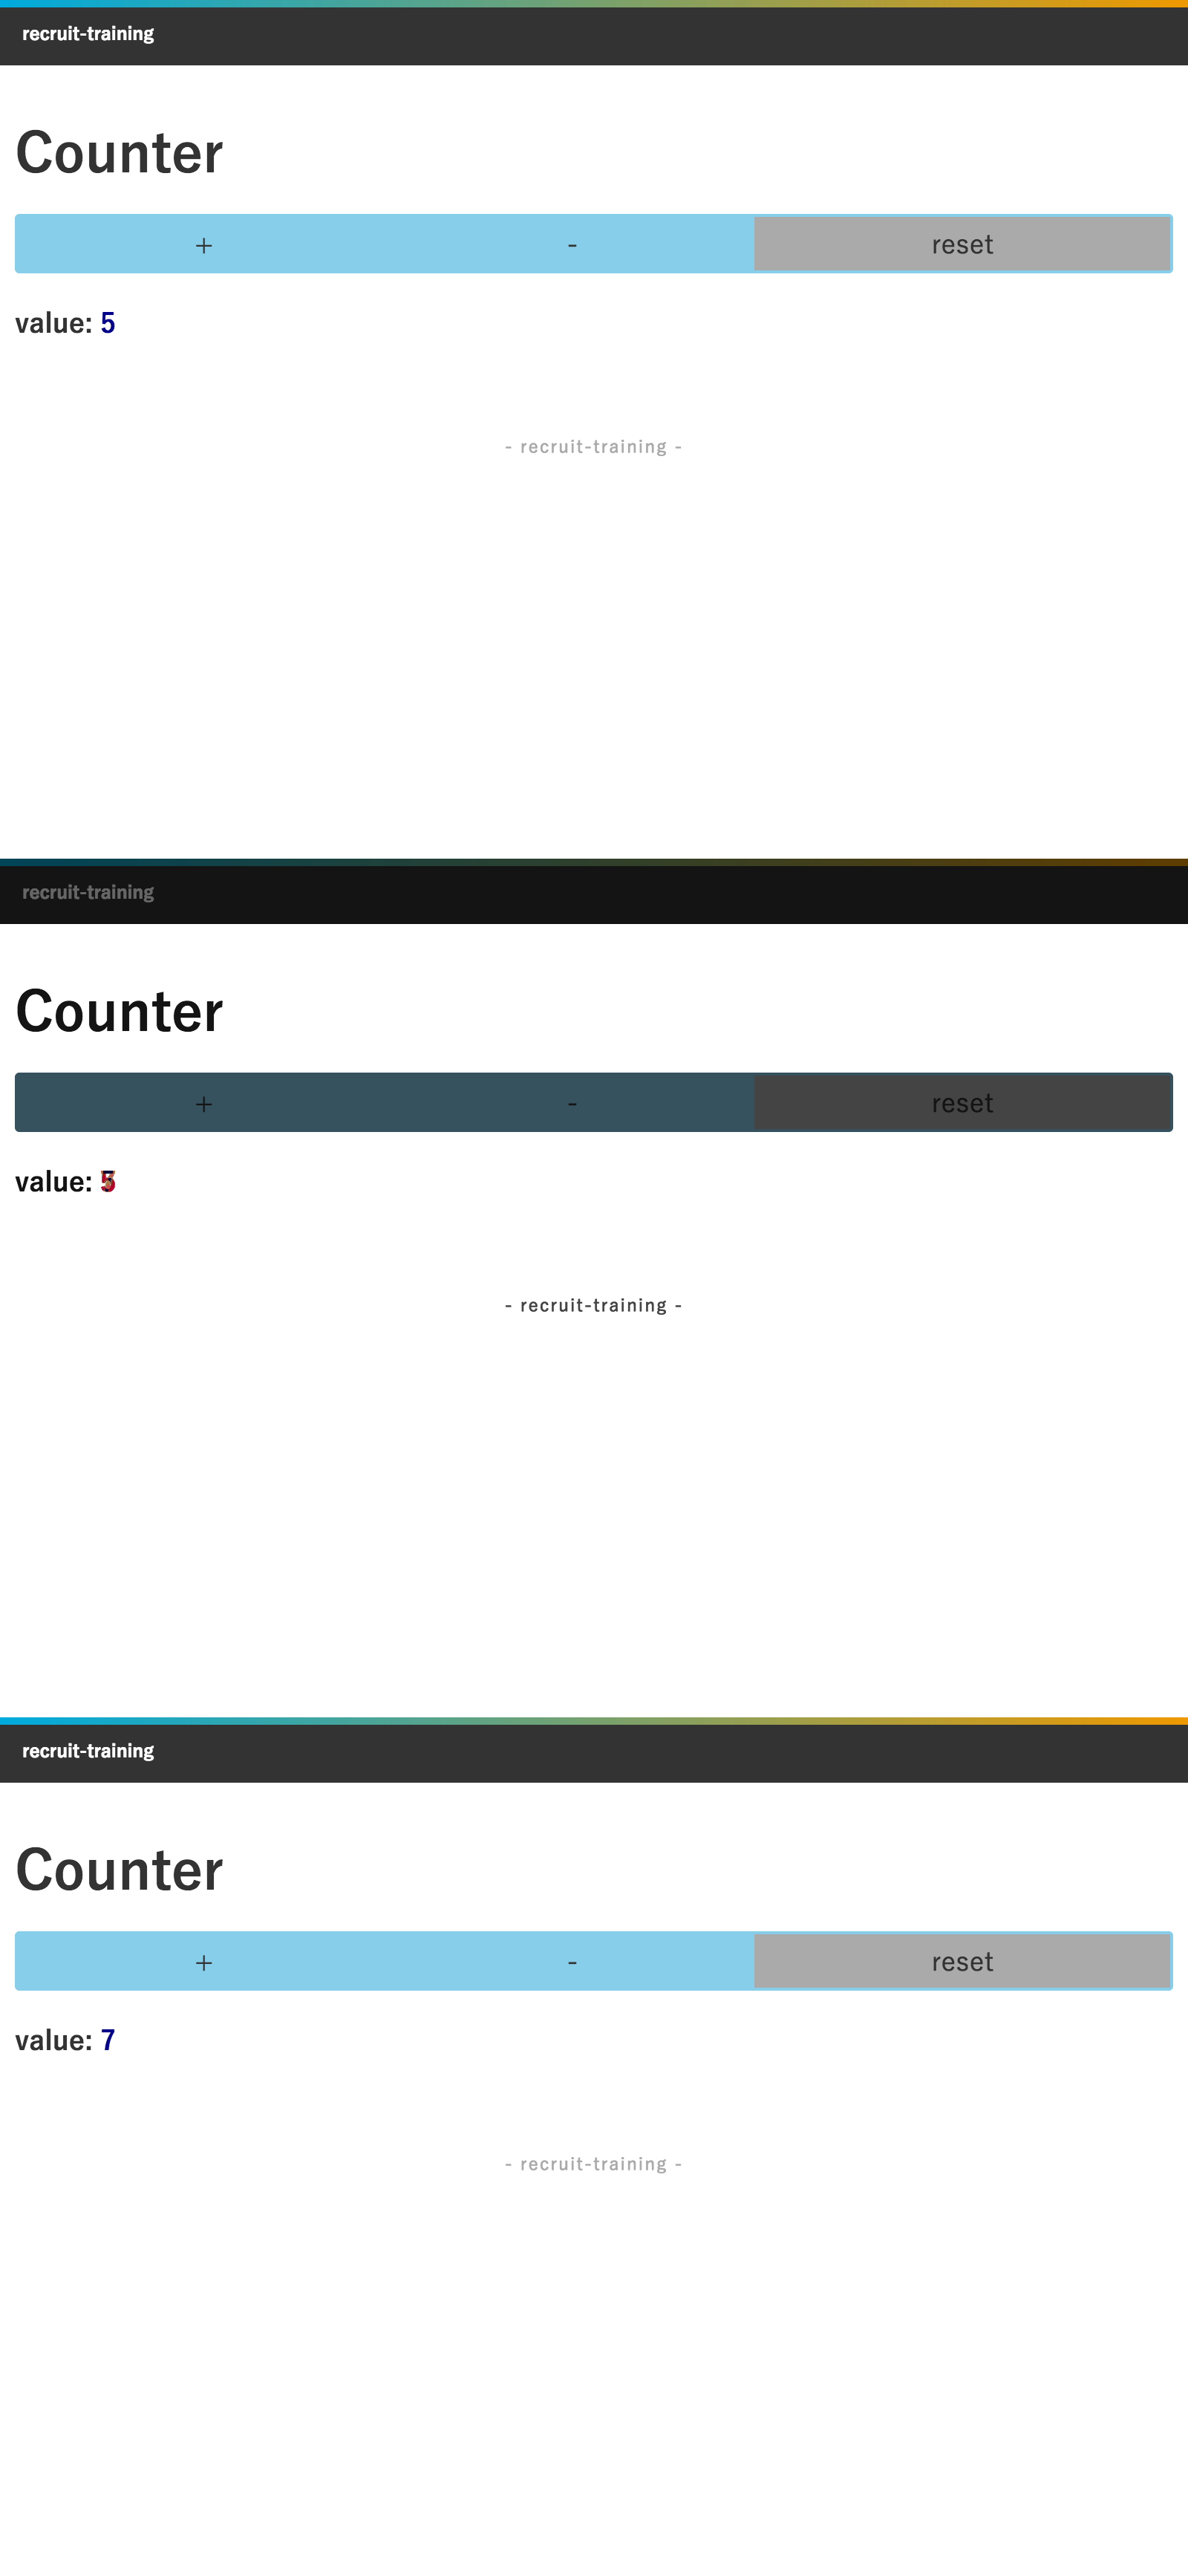 recruit-training
Counter
+ - reset
value: 5
- recruit-training -
recruit-training
Counter
+ - reset
value:
- recruit-training -
recruit-training
Counter
+ - reset
value: 7
- recruit-training -